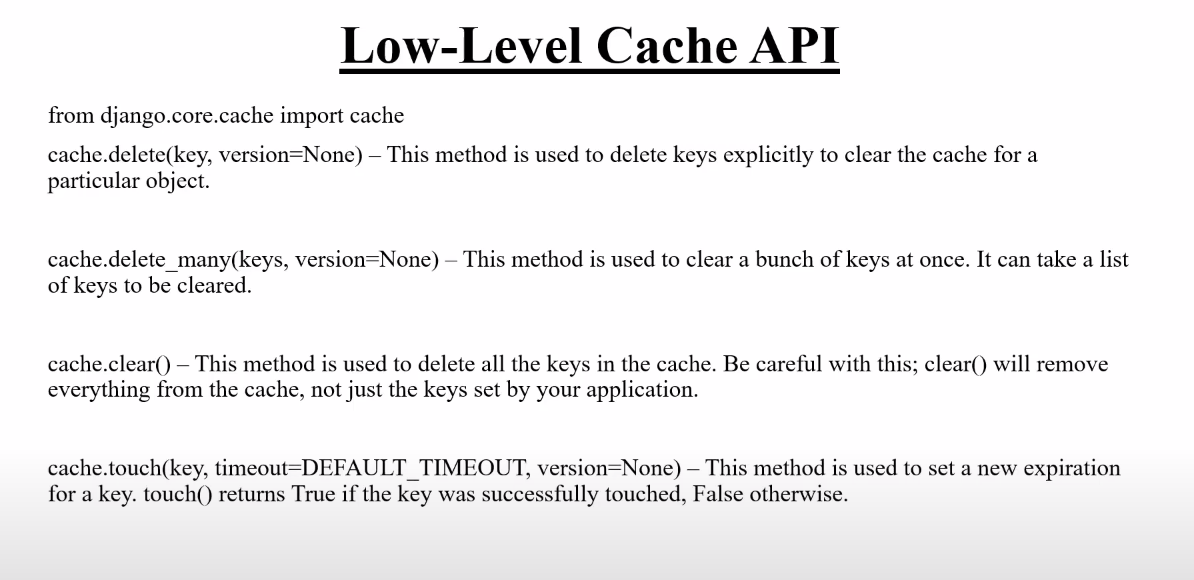 Low-Level Cache API
from django.core.cache import cache
cache.delete(key, version=None) – This method is used to delete keys explicitly to clear the cache for a
particular object.
cache.delete_many(keys, version=None) – This method is used to clear a bunch of keys at once. It can take a list
of keys to be cleared.
cache.clear() – This method is used to delete all the keys in the cache. Be careful with this; clear() will remove
everything from the cache, not just the keys set by your application.
cache.touch(key, timeout=DEFAULT_TIMEOUT, version=None) – This method is used to set a new expiration
for a key. touch() returns True if the key was successfully touched, False otherwise.